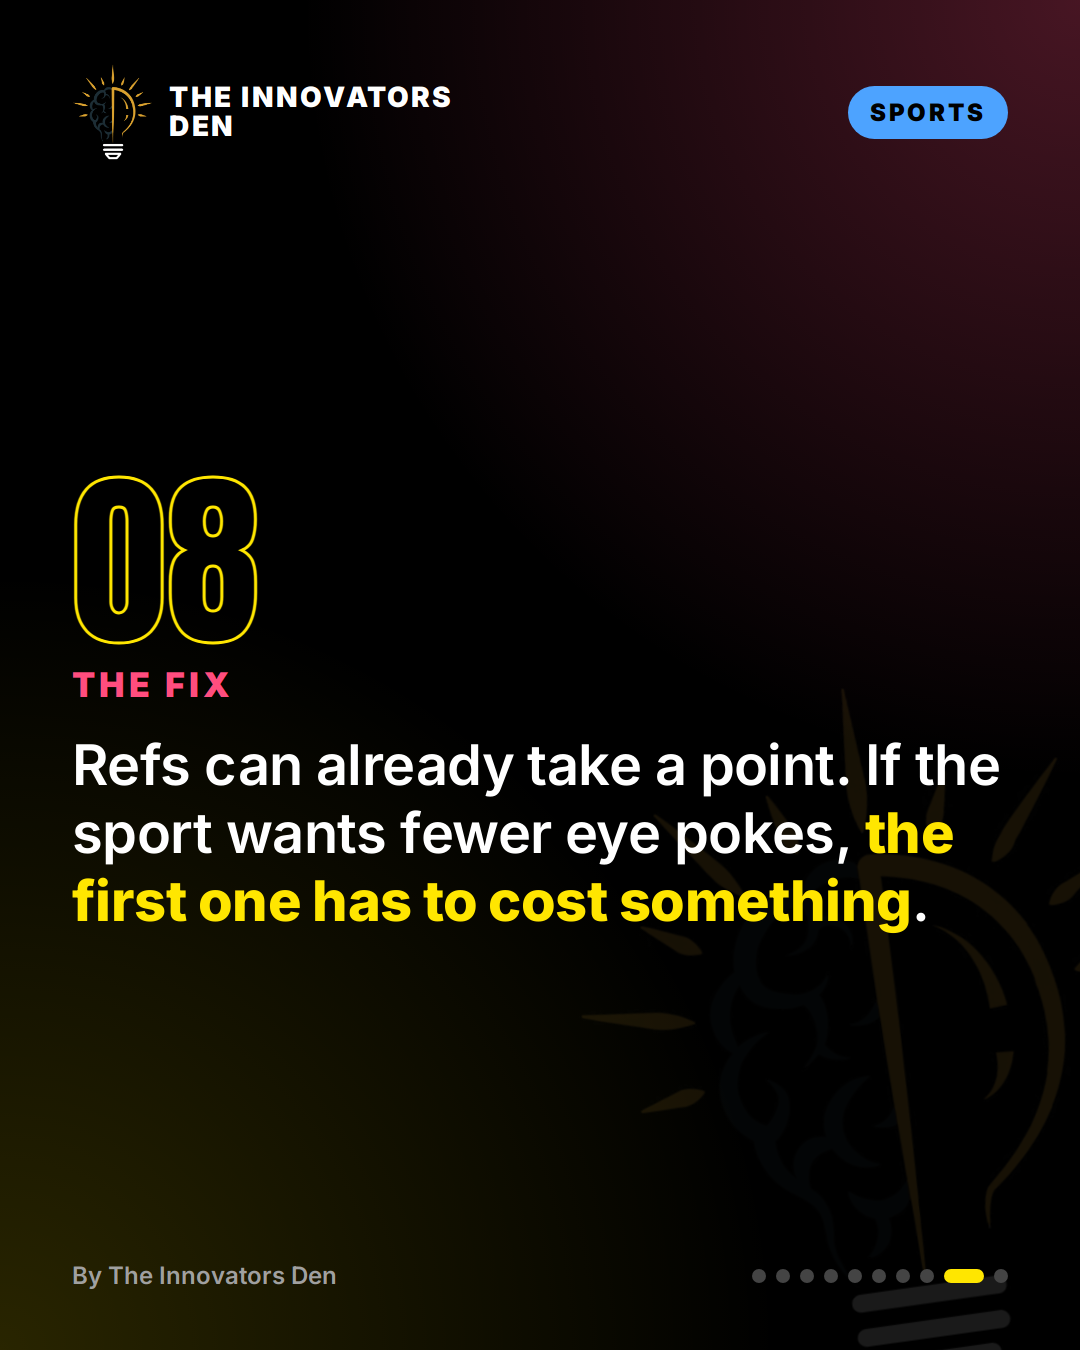 THE INNOVATORS
DEN
SPORTS
08
THE FIX
Refs can already take a point. If the
sport wants fewer eye pokes, the
first one has to cost something.
By The Innovators Den